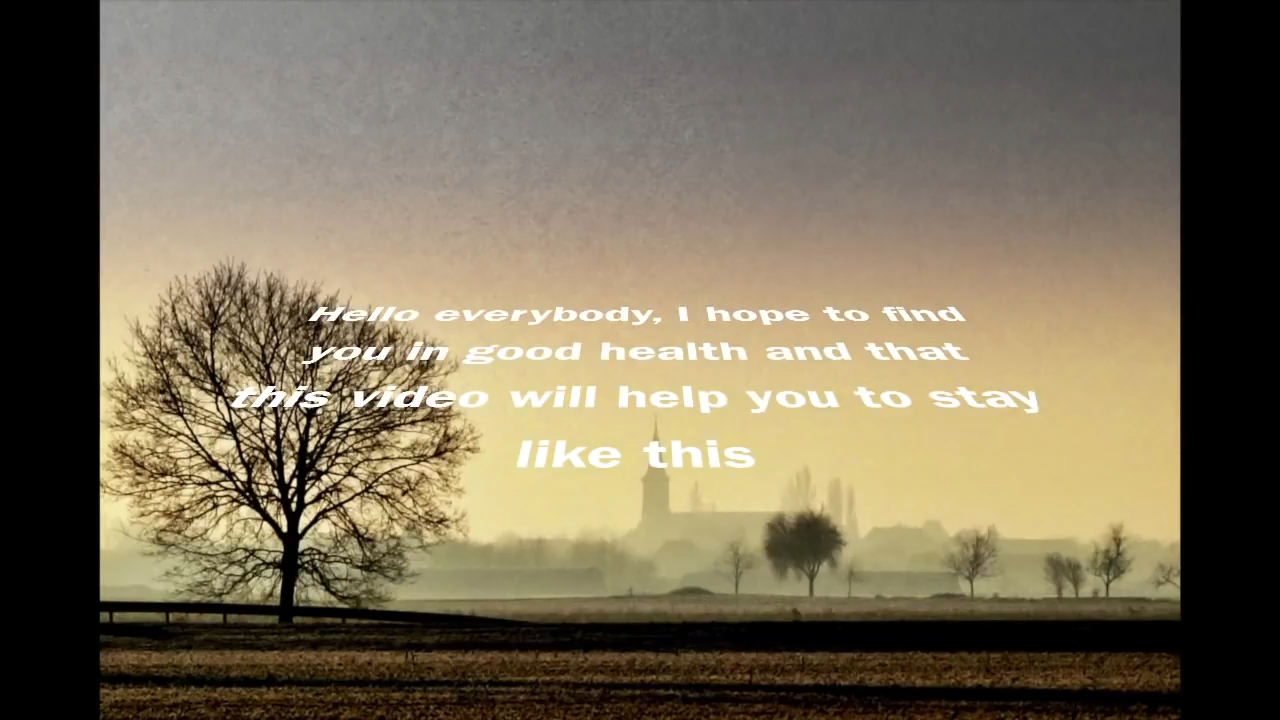 Hello everybody, I hope to find
you in good health and that
this video will help you to stay
like this